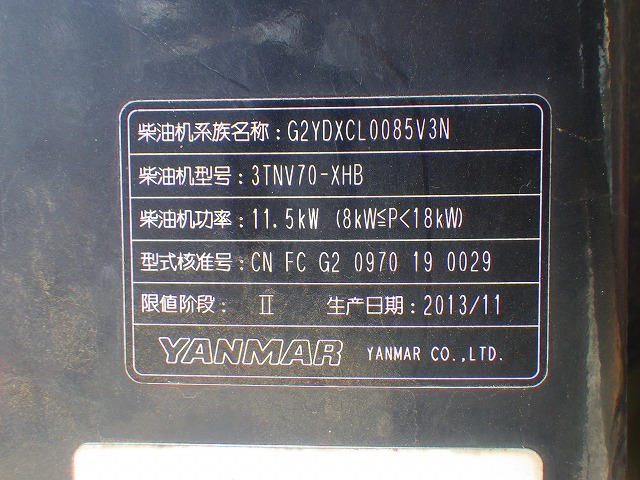 柴油机系族名称：G2YDXCL0085V3N
柴油机型号：3TNV70-XHB
柴油机功率：11.5kW (8kW≦P<18kW)
型式核准号：CN FC G2 0970 19 0029
限值阶段： Ⅱ 生产日期：2013/11
YANMAR YANMAR CO.,LTD.